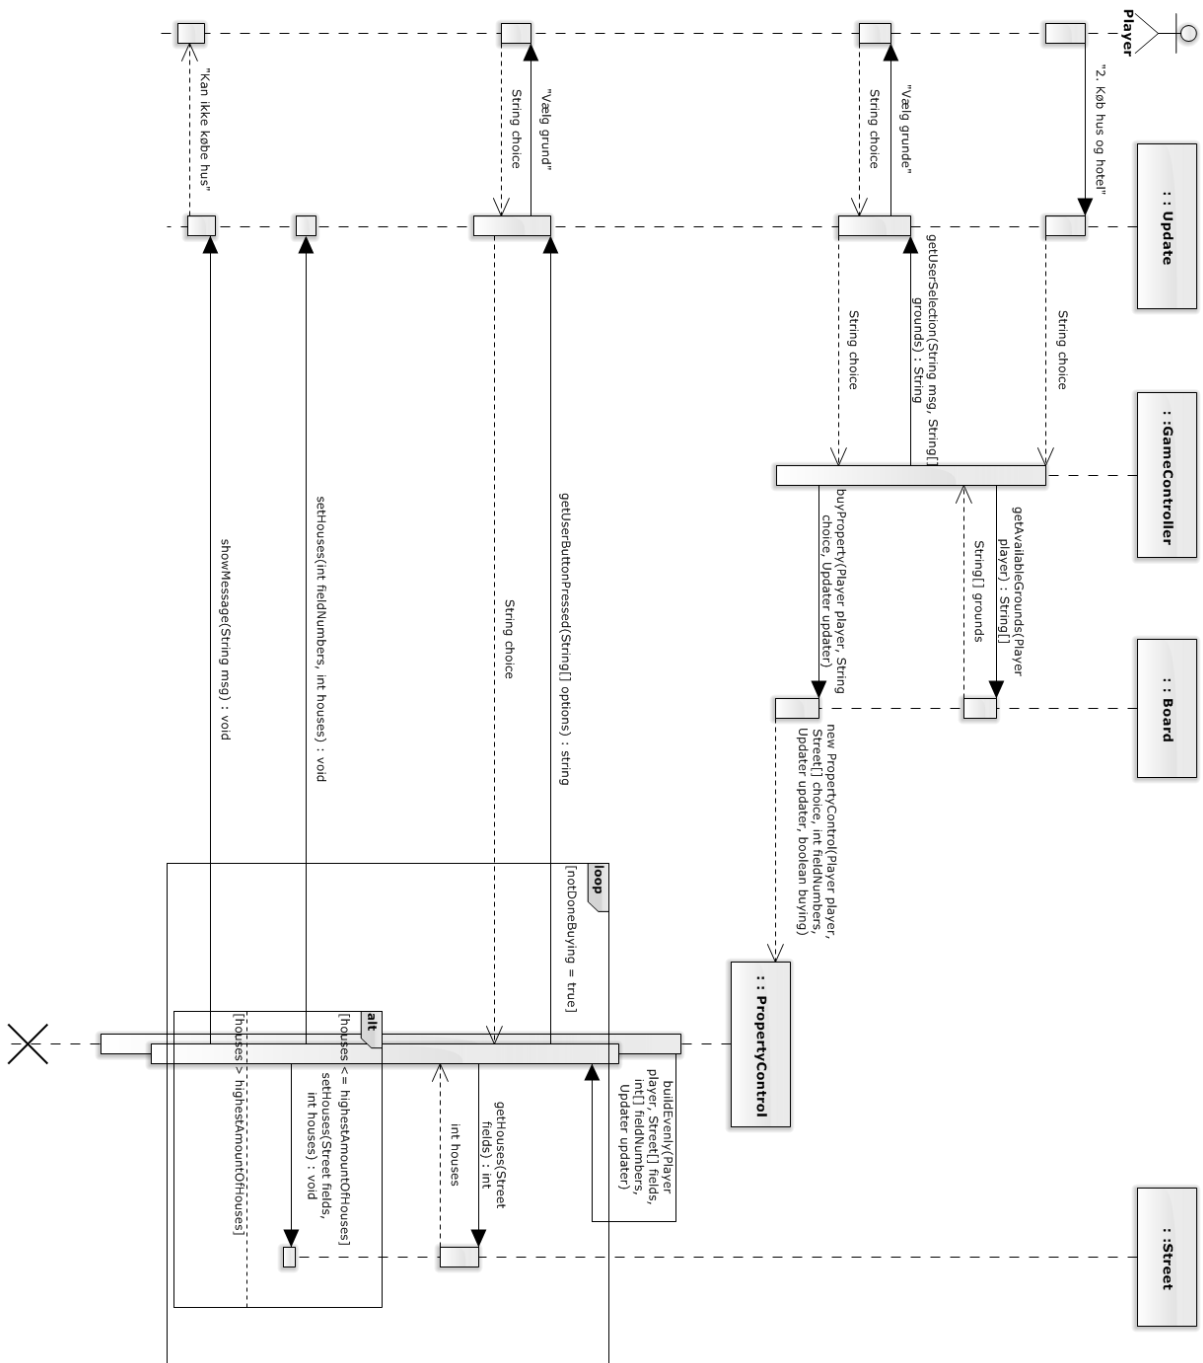 Player
: : Update
: :GameController
: : Board
: :Street
"2. Køb hus og hotel"
String choice
getAvailableGrounds(Player
player) : String[]
String[] grounds
getUserSelection(String msg, String[]
grounds) : String
"Vælg grunde"
String choice
String choice
buyProperty(Player player, String
choice, Updater updater)
new PropertyControl(Player player,
Street[] choice, int fieldNumbers,
Updater updater, boolean buying)
: : PropertyControl
buildEvenly(Player
player, Street[] fields,
int[] fieldNumbers,
Updater updater)
loop
[notDoneBuying = true]
getUserButtonPressed(String[] options) : string
"Vælg grund"
String choice
String choice
getHouses(Street
fields) : int
int houses
alt
[houses <= highestAmountOfHouses]
setHouses(int fieldNumbers, int houses) : void
setHouses(Street fields,
int houses) : void
[houses > highestAmountOfHouses]
showMessage(String msg) : void
"Kan ikke købe hus"